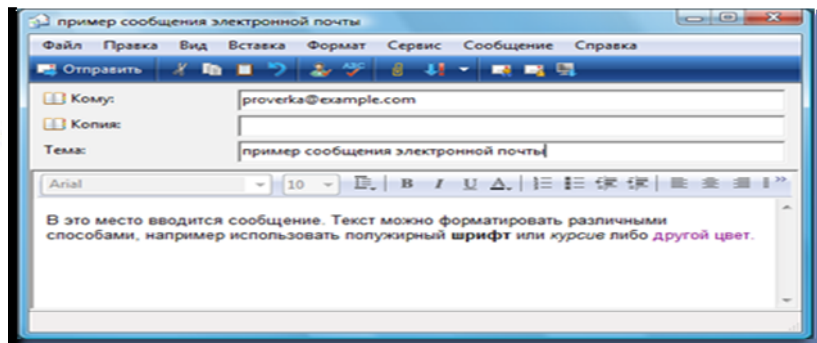 пример сообщения электронной почты
Файл Правка Вид Вставка Формат Сервис Сообщение Справка
Отправить
Кому: proverka@example.com
Копия:
Тема: пример сообщения электронной почты
Arial 10 B I U A
В это место вводится сообщение. Текст можно форматировать различными
способами, например использовать полужирный шрифт или курсив либо другой цвет.